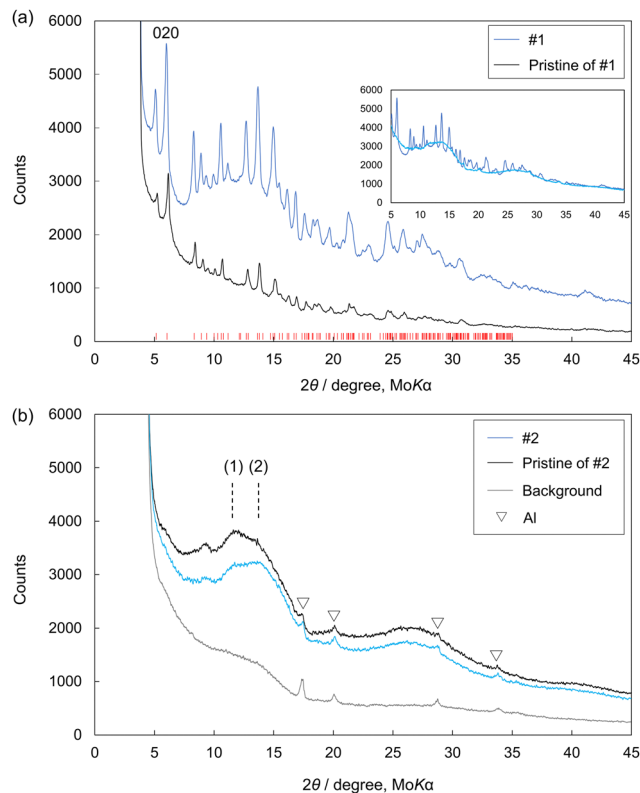 (a)
6000
5000
4000
3000
2000
1000
0
Counts
020
#1
Pristine of #1
6000
5000
4000
3000
2000
1000
0
5 10 15 20 25 30 35 40 45
0 5 10 15 20 25 30 35 40 45
2θ / degree, MoKα
(b)
6000
5000
4000
3000
2000
1000
0
Counts
(1) (2)
#2
Pristine of #2
Background
Al
0 5 10 15 20 25 30 35 40 45
2θ / degree, MoKα